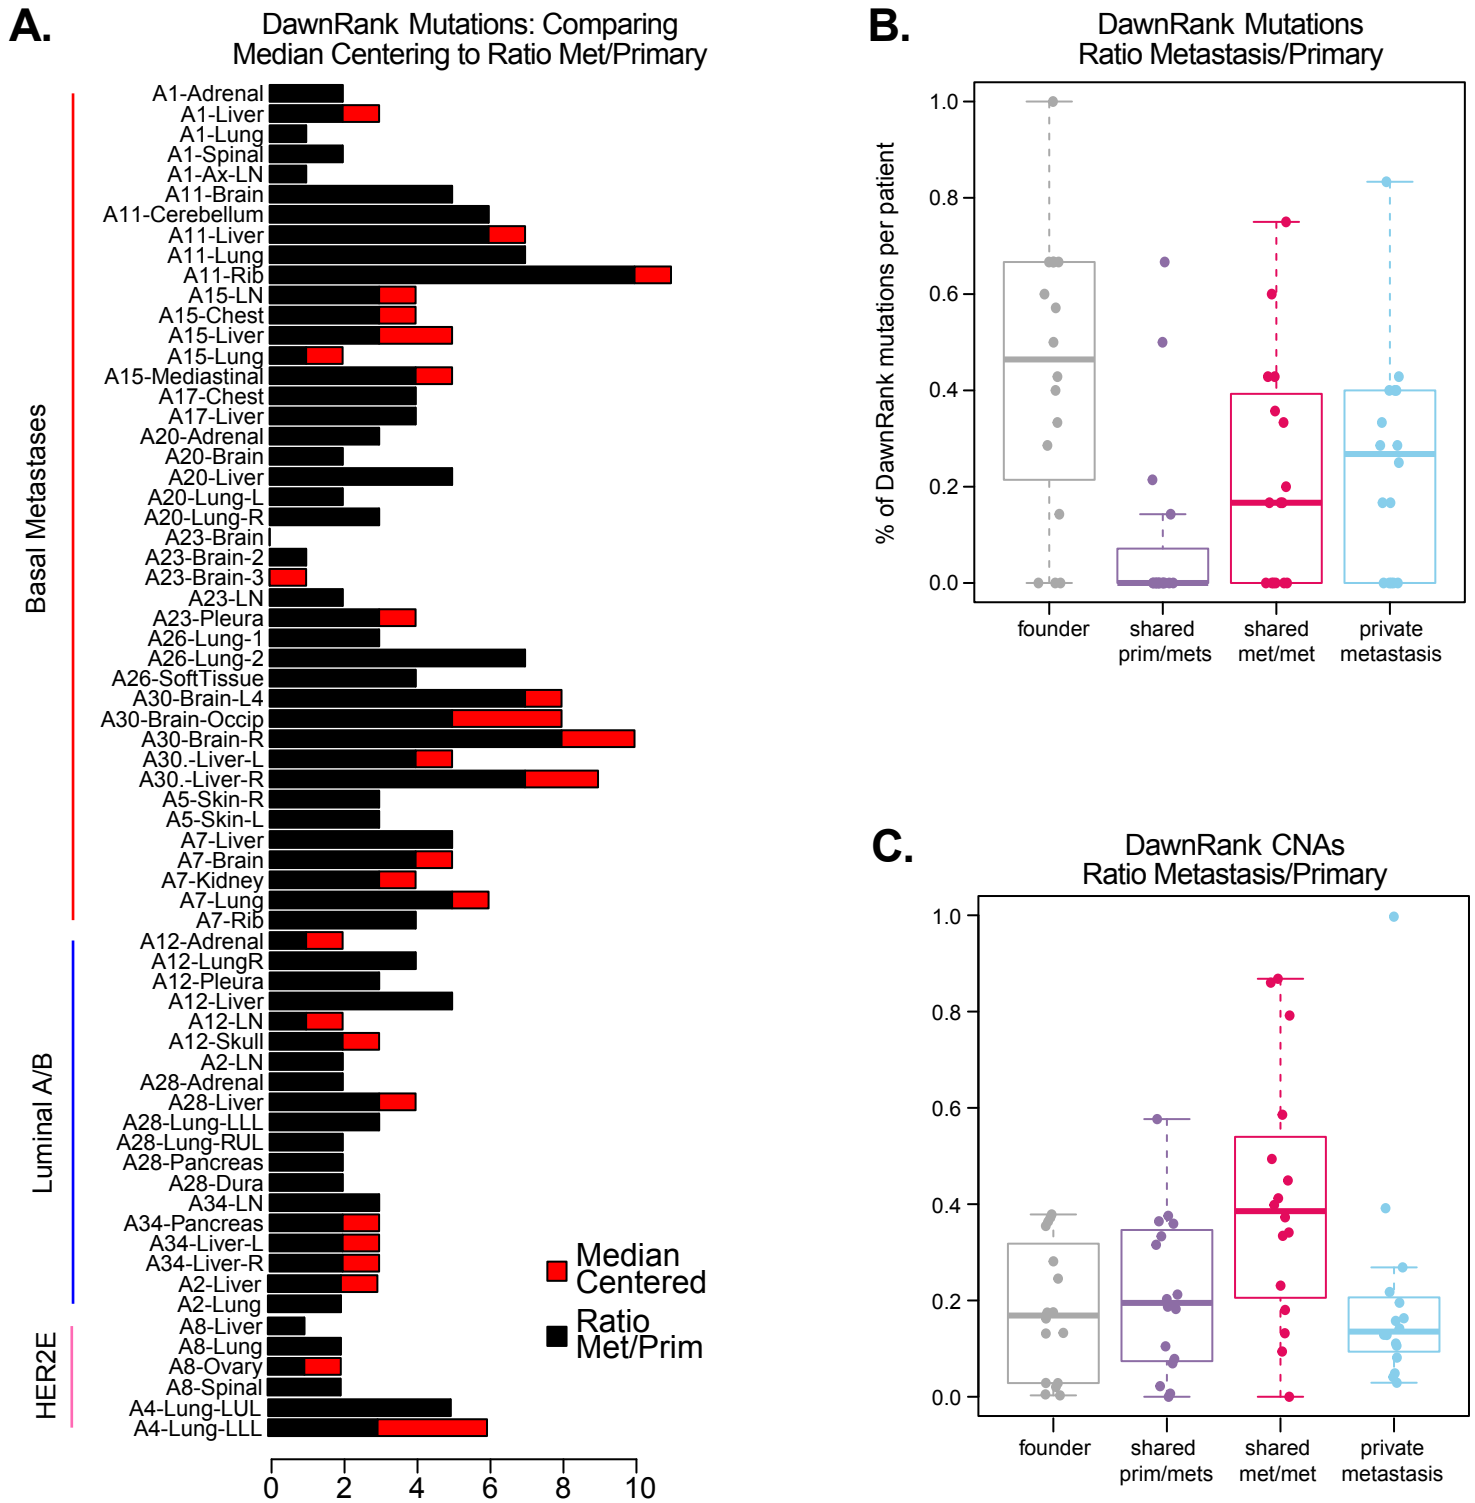 A.
DawnRank Mutations: Comparing
Median Centering to Ratio Met/Primary
Basal Metastases
A1-Adrenal
A1-Liver
A1-Lung
A1-Spinal
A1-Ax-LN
A11-Brain
A11-Cerebellum
A11-Liver
A11-Lung
A11-Rib
A15-LN
A15-Chest
A15-Liver
A15-Lung
A15-Mediastinal
A17-Chest
A17-Liver
A20-Adrenal
A20-Brain
A20-Liver
A20-Lung-L
A20-Lung-R
A23-Brain
A23-Brain-2
A23-Brain-3
A23-LN
A23-Pleura
A26-Lung-1
A26-Lung-2
A26-SoftTissue
A30-Brain-L4
A30-Brain-Occip
A30-Brain-R
A30.-Liver-L
A30.-Liver-R
A5-Skin-R
A5-Skin-L
A7-Liver
A7-Brain
A7-Kidney
A7-Lung
A7-Rib
Luminal A/B
A12-Adrenal
A12-LungR
A12-Pleura
A12-Liver
A12-LN
A12-Skull
A2-LN
A28-Adrenal
A28-Liver
A28-Lung-LLL
A28-Lung-RUL
A28-Pancreas
A28-Dura
A34-LN
A34-Pancreas
A34-Liver-L
A34-Liver-R
A2-Liver
A2-Lung
HER2E
A8-Liver
A8-Lung
A8-Ovary
A8-Spinal
A4-Lung-LUL
A4-Lung-LLL
Median
Centered
Ratio
Met/Prim
0 2 4 6 8 10
B.
DawnRank Mutations
Ratio Metastasis/Primary
% of DawnRank mutations per patient
1.0
0.8
0.6
0.4
0.2
0.0
founder shared shared private
prim/mets met/met metastasis
C.
DawnRank CNAs
Ratio Metastasis/Primary
1.0
0.8
0.6
0.4
0.2
0.0
founder shared shared private
prim/mets met/met metastasis